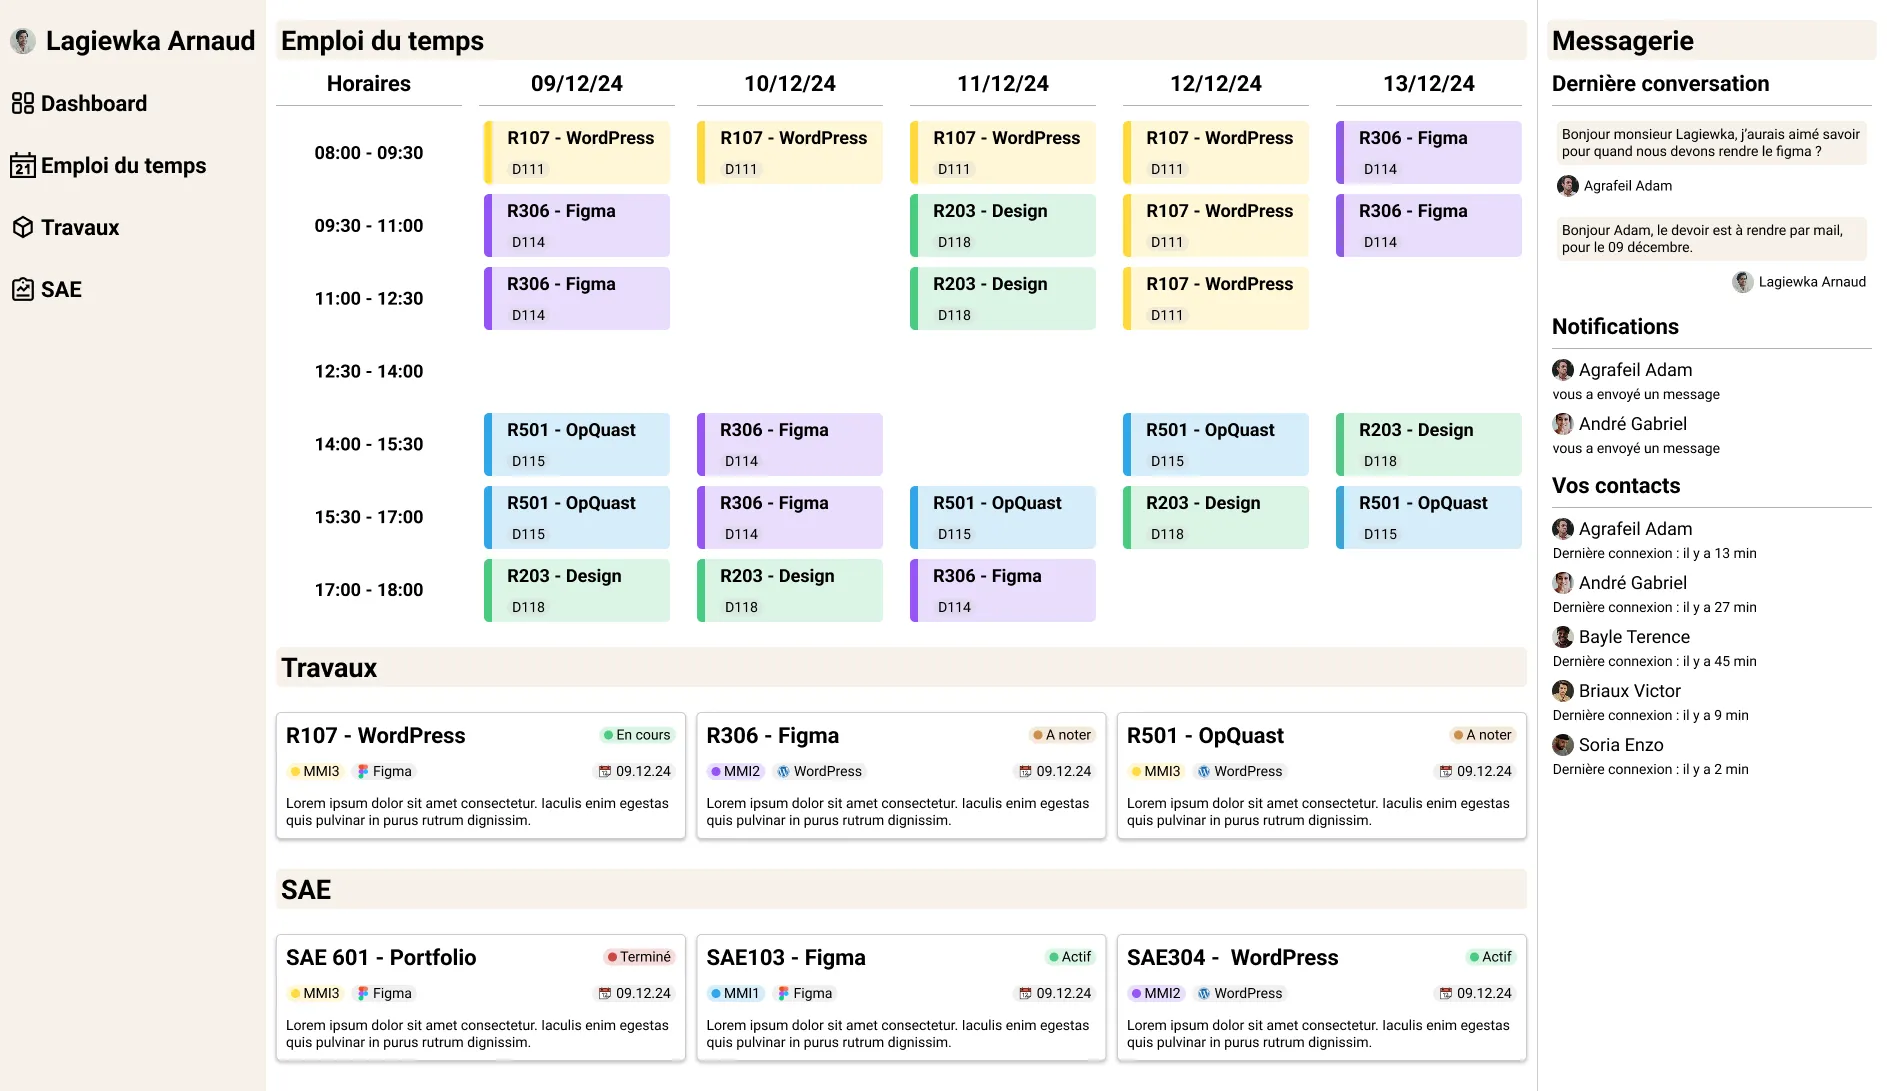 Lagiewka Arnaud
Dashboard
21 Emploi du temps
Travaux
SAE
Emploi du temps
Horaires 09/12/24 10/12/24 11/12/24 12/12/24 13/12/24
08:00 - 09:30
R107 - WordPress R107 - WordPress R107 - WordPress R107 - WordPress R306 - Figma
D111 D111 D111 D111 D114
09:30 - 11:00
R306 - Figma R203 - Design R107 - WordPress R306 - Figma
D114 D118 D111 D114
11:00 - 12:30
R306 - Figma R203 - Design R107 - WordPress
D114 D118 D111
12:30 - 14:00
14:00 - 15:30
R501 - OpQuast R306 - Figma R501 - OpQuast R203 - Design
D115 D114 D115 D118
15:30 - 17:00
R501 - OpQuast R306 - Figma R501 - OpQuast R203 - Design R501 - OpQuast
D115 D114 D115 D118 D115
17:00 - 18:00
R203 - Design R203 - Design R306 - Figma
D118 D118 D114
Travaux
R107 - WordPress En cours
MMI3 Figma 09.12.24
Lorem ipsum dolor sit amet consectetur. Iaculis enim egestas
quis pulvinar in purus rutrum dignissim.
R306 - Figma A noter
MMI2 WordPress 09.12.24
Lorem ipsum dolor sit amet consectetur. Iaculis enim egestas
quis pulvinar in purus rutrum dignissim.
R501 - OpQuast A noter
MMI3 WordPress 09.12.24
Lorem ipsum dolor sit amet consectetur. Iaculis enim egestas
quis pulvinar in purus rutrum dignissim.
SAE
SAE 601 - Portfolio Terminé
MMI3 Figma 09.12.24
Lorem ipsum dolor sit amet consectetur. Iaculis enim egestas
quis pulvinar in purus rutrum dignissim.
SAE103 - Figma Actif
MMI1 Figma 09.12.24
Lorem ipsum dolor sit amet consectetur. Iaculis enim egestas
quis pulvinar in purus rutrum dignissim.
SAE304 - WordPress Actif
MMI2 WordPress 09.12.24
Lorem ipsum dolor sit amet consectetur. Iaculis enim egestas
quis pulvinar in purus rutrum dignissim.
Messagerie
Dernière conversation
Bonjour monsieur Lagiewka, j’aurais aimé savoir
pour quand nous devons rendre le figma ?
Agrafeil Adam
Bonjour Adam, le devoir est à rendre par mail,
pour le 09 décembre.
Lagiewka Arnaud
Notifications
Agrafeil Adam
vous a envoyé un message
André Gabriel
vous a envoyé un message
Vos contacts
Agrafeil Adam
Dernière connexion : il y a 13 min
André Gabriel
Dernière connexion : il y a 27 min
Bayle Terence
Dernière connexion : il y a 45 min
Briaux Victor
Dernière connexion : il y a 9 min
Soria Enzo
Dernière connexion : il y a 2 min